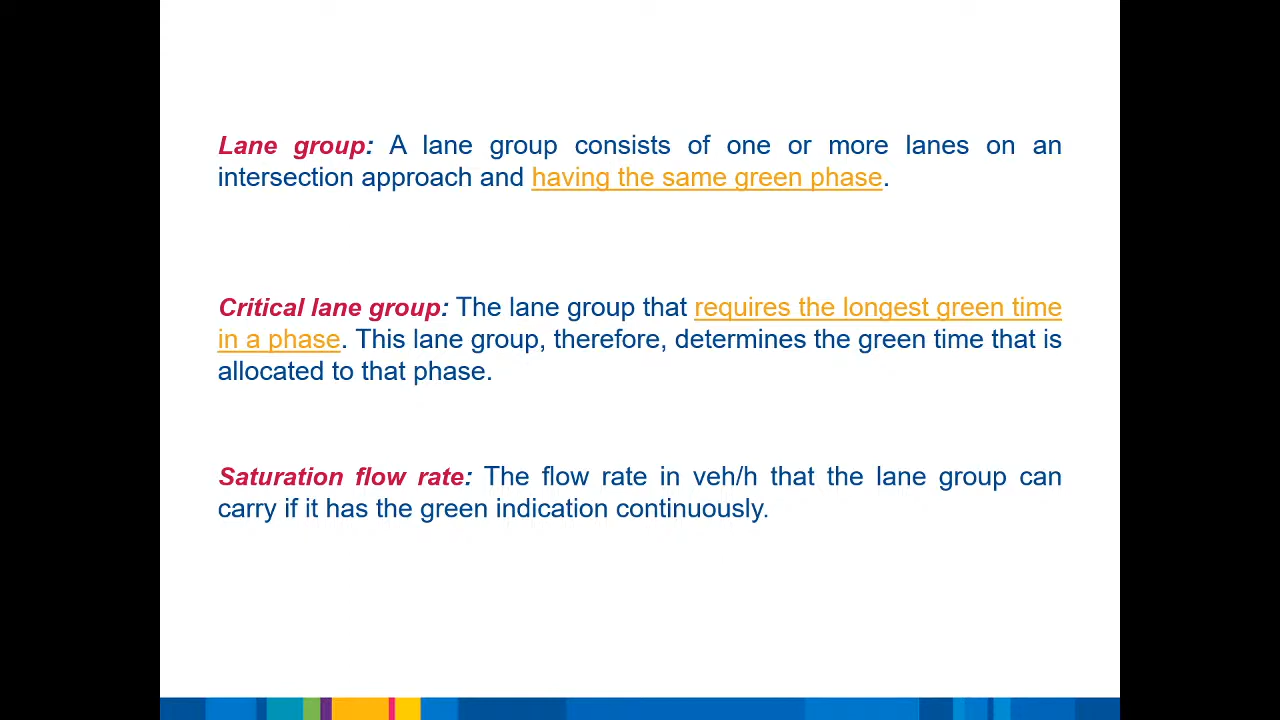 Lane group: A lane group consists of one or more lanes on an
intersection approach and having the same green phase.
Critical lane group: The lane group that requires the longest green time
in a phase. This lane group, therefore, determines the green time that is
allocated to that phase.
Saturation flow rate: The flow rate in veh/h that the lane group can
carry if it has the green indication continuously.